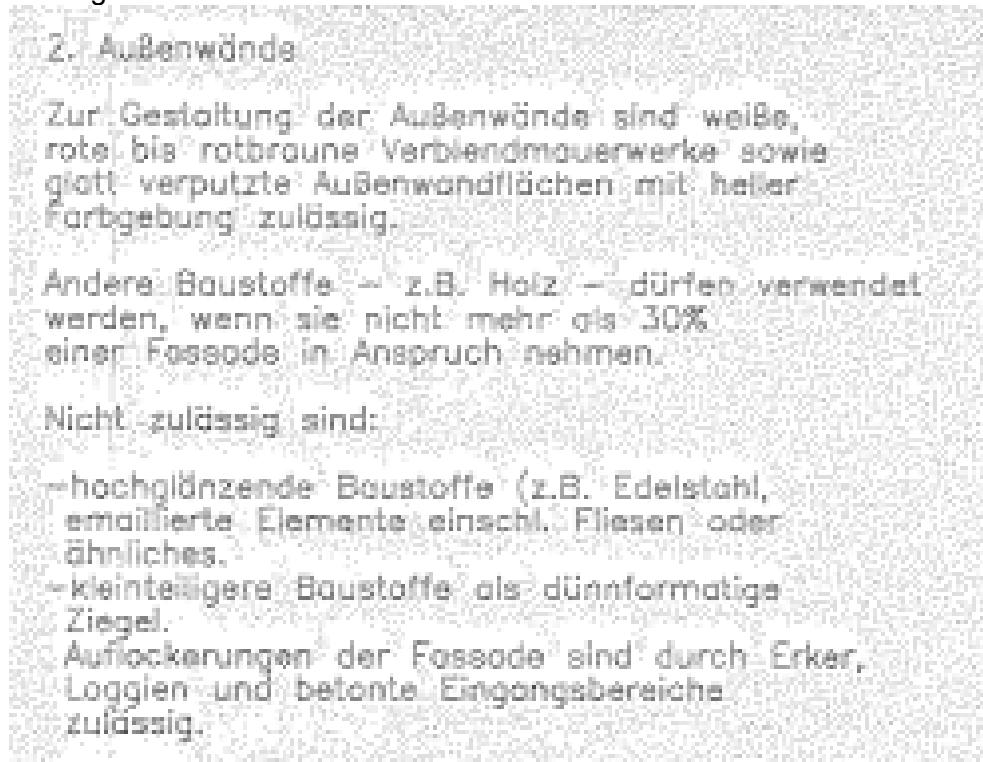 2. Außenwände
Zur Gestaltung der Außenwände sind weiße,
rote bis rotbraune Verblendmauerwerke sowie
glatt verputzte Außenwandflächen mit heller
Farbgebung zulässig.
Andere Baustoffe – z.B. Holz – dürfen verwendet
werden, wenn sie nicht mehr als 30%
einer Fassade in Anspruch nehmen.
Nicht zulässig sind:
-hochglänzende Baustoffe (z.B. Edelstahl,
emaillierte Elemente einschl. Fliesen oder
ähnliches.
-kleinteiligere Baustoffe als dünnformatige
Ziegel.
Auflockerungen der Fassade sind durch Erker,
Loggien und betonte Eingangsbereiche
zulässig.